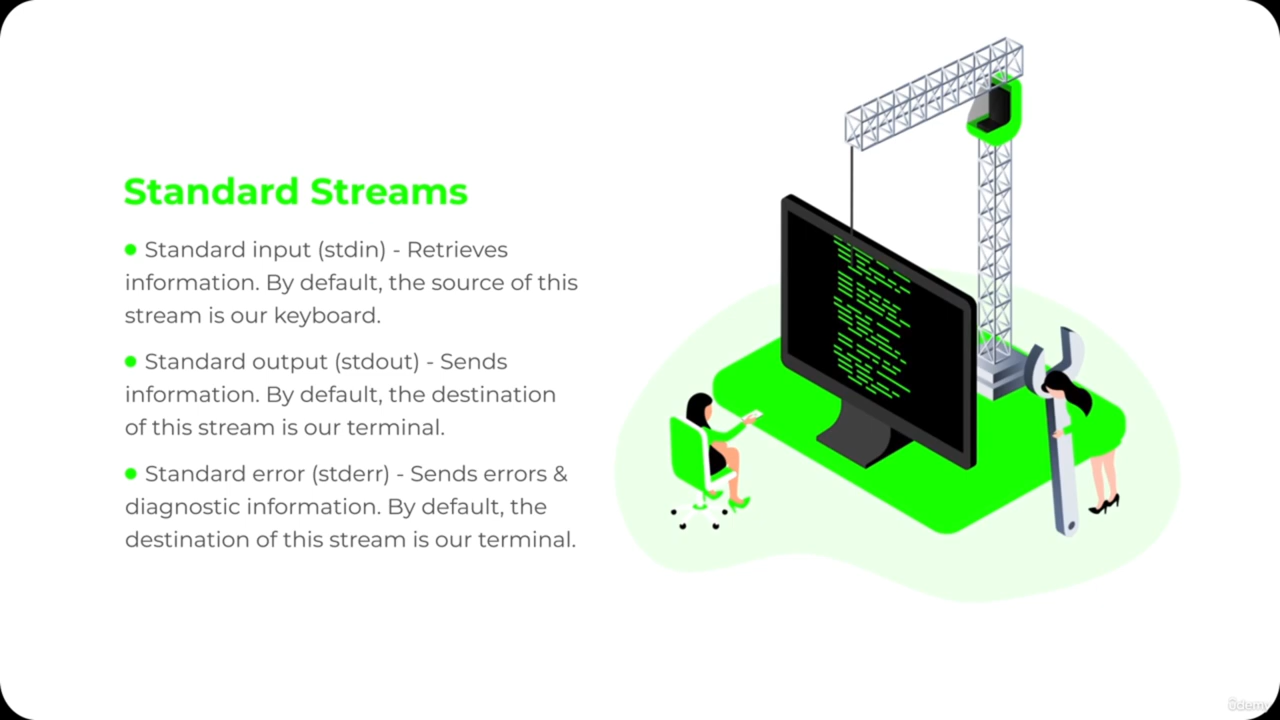 Standard Streams
Standard input (stdin) - Retrieves
information. By default, the source of this
stream is our keyboard.
Standard output (stdout) - Sends
information. By default, the destination
of this stream is our terminal.
Standard error (stderr) - Sends errors &
diagnostic information. By default, the
destination of this stream is our terminal.
ûdemy